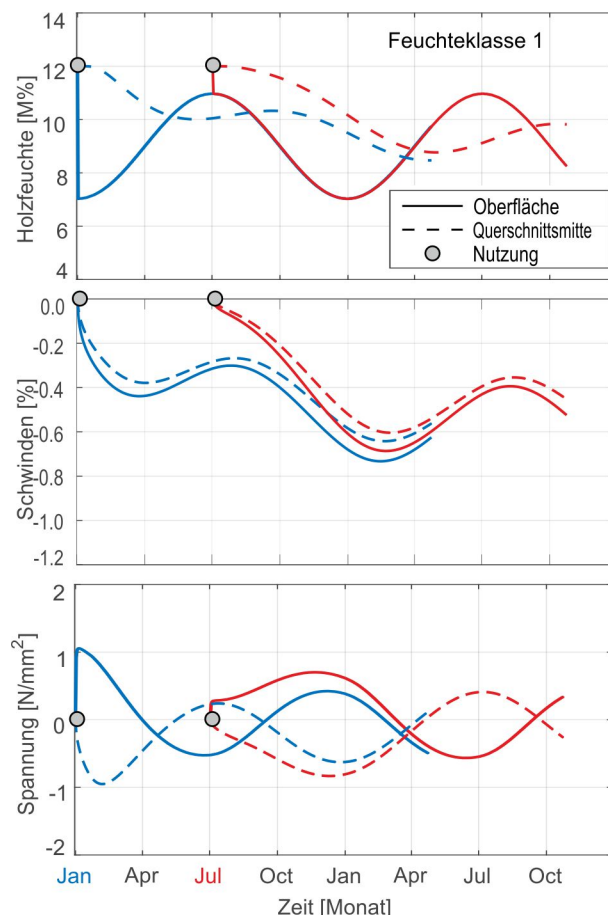 14
12
10
8
6
4
Holzfeuchte [M%]
Feuchteklasse 1
Oberfläche
Querschnittsmitte
Nutzung
0.0
-0.2
-0.4
-0.6
-0.8
-1.0
-1.2
Schwinden [%]
2
1
0
-1
-2
Spannung [N/mm²]
Jan Apr Jul Oct Jan Apr Jul Oct
Zeit [Monat]